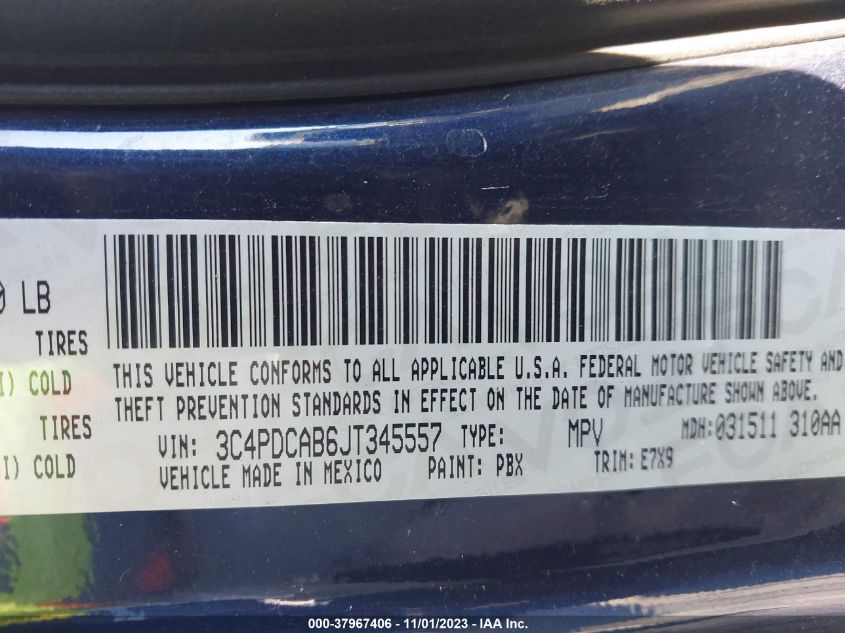 0 LB
TIRES
I) COLD
TIRES
I) COLD
THIS VEHICLE CONFORMS TO ALL APPLICABLE U.S.A. FEDERAL MOTOR VEHICLE SAFETY AND
THEFT PREVENTION STANDARDS IN EFFECT ON THE DATE OF MANUFACTURE SHOWN ABOVE.
VIN: 3C4PDCAB6JT345557 TYPE: MPV MDH:031511 310AA
VEHICLE MADE IN MEXICO PAINT: PBX TRIM: E7X9
000-37967406 - 11/01/2023 - IAA Inc.